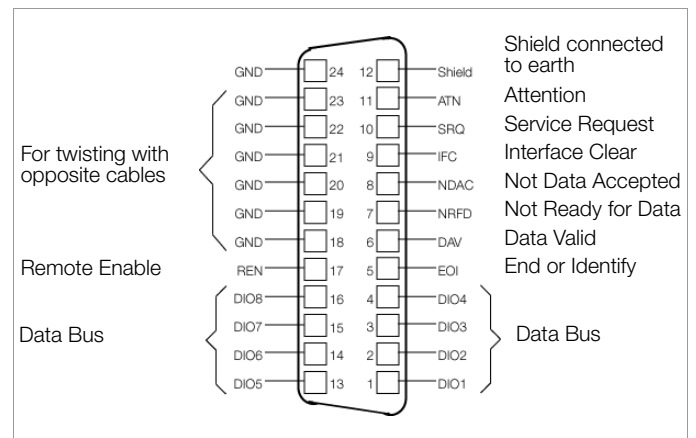 Shield connected
to earth
GND 24 12 Shield
GND 23 11 ATN Attention
GND 22 10 SRQ Service Request
For twisting with
opposite cables
GND 21 9 IFC Interface Clear
GND 20 8 NDAC Not Data Accepted
GND 19 7 NRFD Not Ready for Data
GND 18 6 DAV Data Valid
Remote Enable REN 17 5 EOI End or Identify
DIO8 16 4 DIO4
Data Bus DIO7 15 3 DIO3 Data Bus
DIO6 14 2 DIO2
DIO5 13 1 DIO1